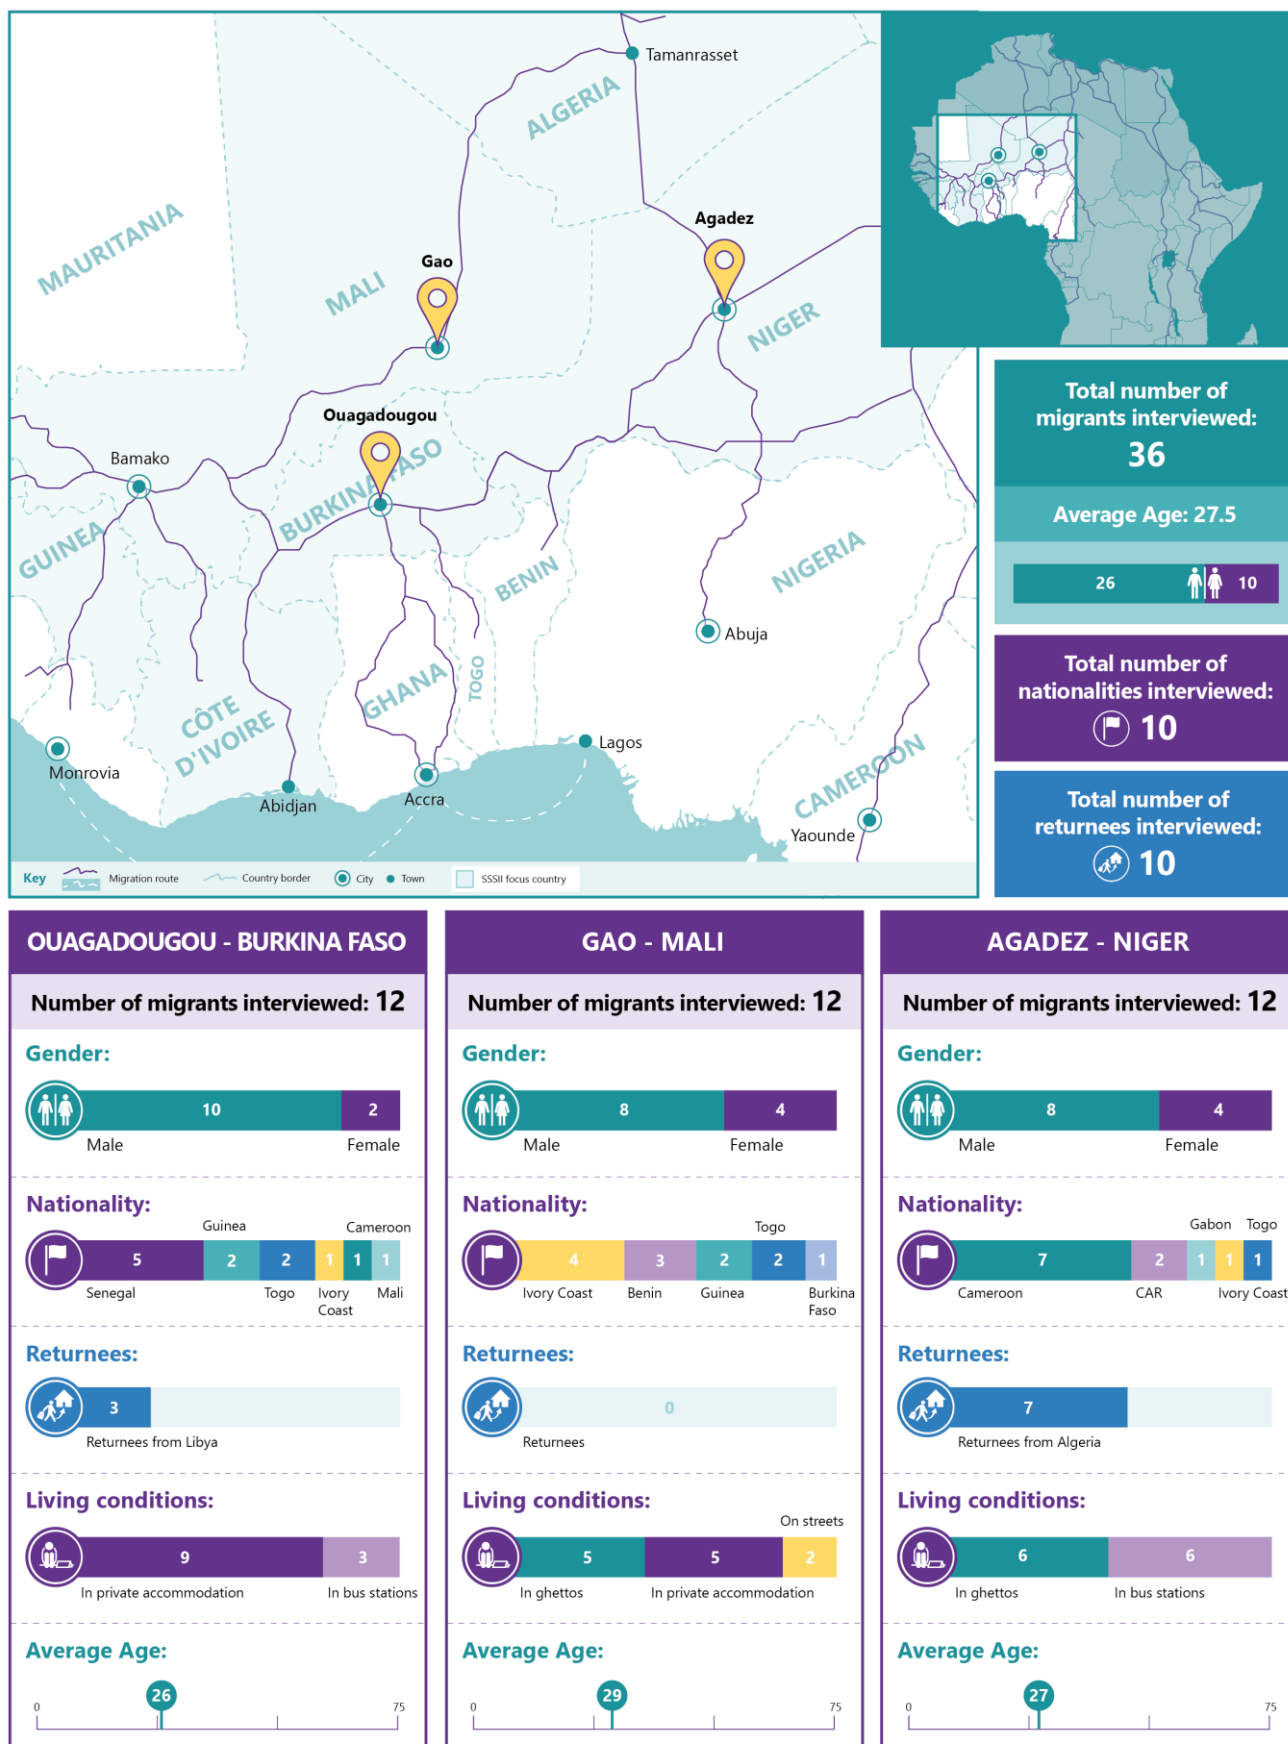 Tamanrasset
ALGERIA
MAURITANIA
Agadez
Gao
MALI
NIGER
Ouagadougou
Bamako
BURKINA FASO
GUINEA
BENIN
NIGERIA
Abuja
TOGO
GHANA
CÔTE
D'IVOIRE
Lagos
Monrovia
Abidjan
Accra
CAMEROON
Yaounde
Key
Migration route
Country border
City
Town
SSSII focus country
Total number of
migrants interviewed:
36
Average Age: 27.5
26
10
Total number of
nationalities interviewed:
10
Total number of
returnees interviewed:
10
OUAGADOUGOU - BURKINA FASO
Number of migrants interviewed: 12
Gender:
10
2
Male
Female
Nationality:
Guinea
Cameroon
5
2
2
1
1
1
Senegal
Togo
Ivory
Coast
Mali
Returnees:
3
Returnees from Libya
Living conditions:
9
3
In private accommodation
In bus stations
Average Age:
26
0
75
GAO - MALI
Number of migrants interviewed: 12
Gender:
8
4
Male
Female
Nationality:
Togo
4
3
2
2
1
Ivory Coast
Benin
Guinea
Burkina
Faso
Returnees:
0
Returnees
Living conditions:
On streets
5
5
2
In ghettos
In private accommodation
Average Age:
29
0
75
AGADEZ - NIGER
Number of migrants interviewed: 12
Gender:
8
4
Male
Female
Nationality:
Gabon
Togo
7
2
1
1
1
Cameroon
CAR
Ivory Coast
Returnees:
7
Returnees from Algeria
Living conditions:
6
6
In ghettos
In bus stations
Average Age:
27
0
75